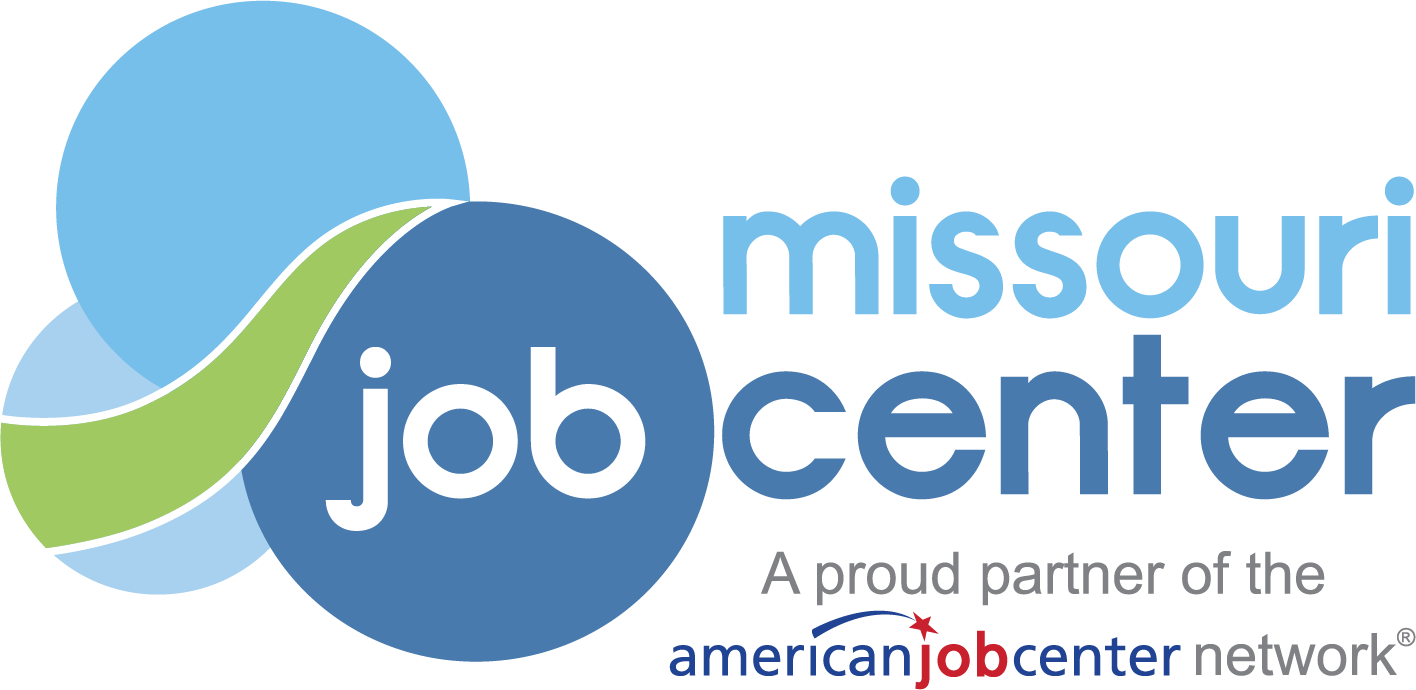 missouri
job center
A proud partner of the
americanjobcenter network®